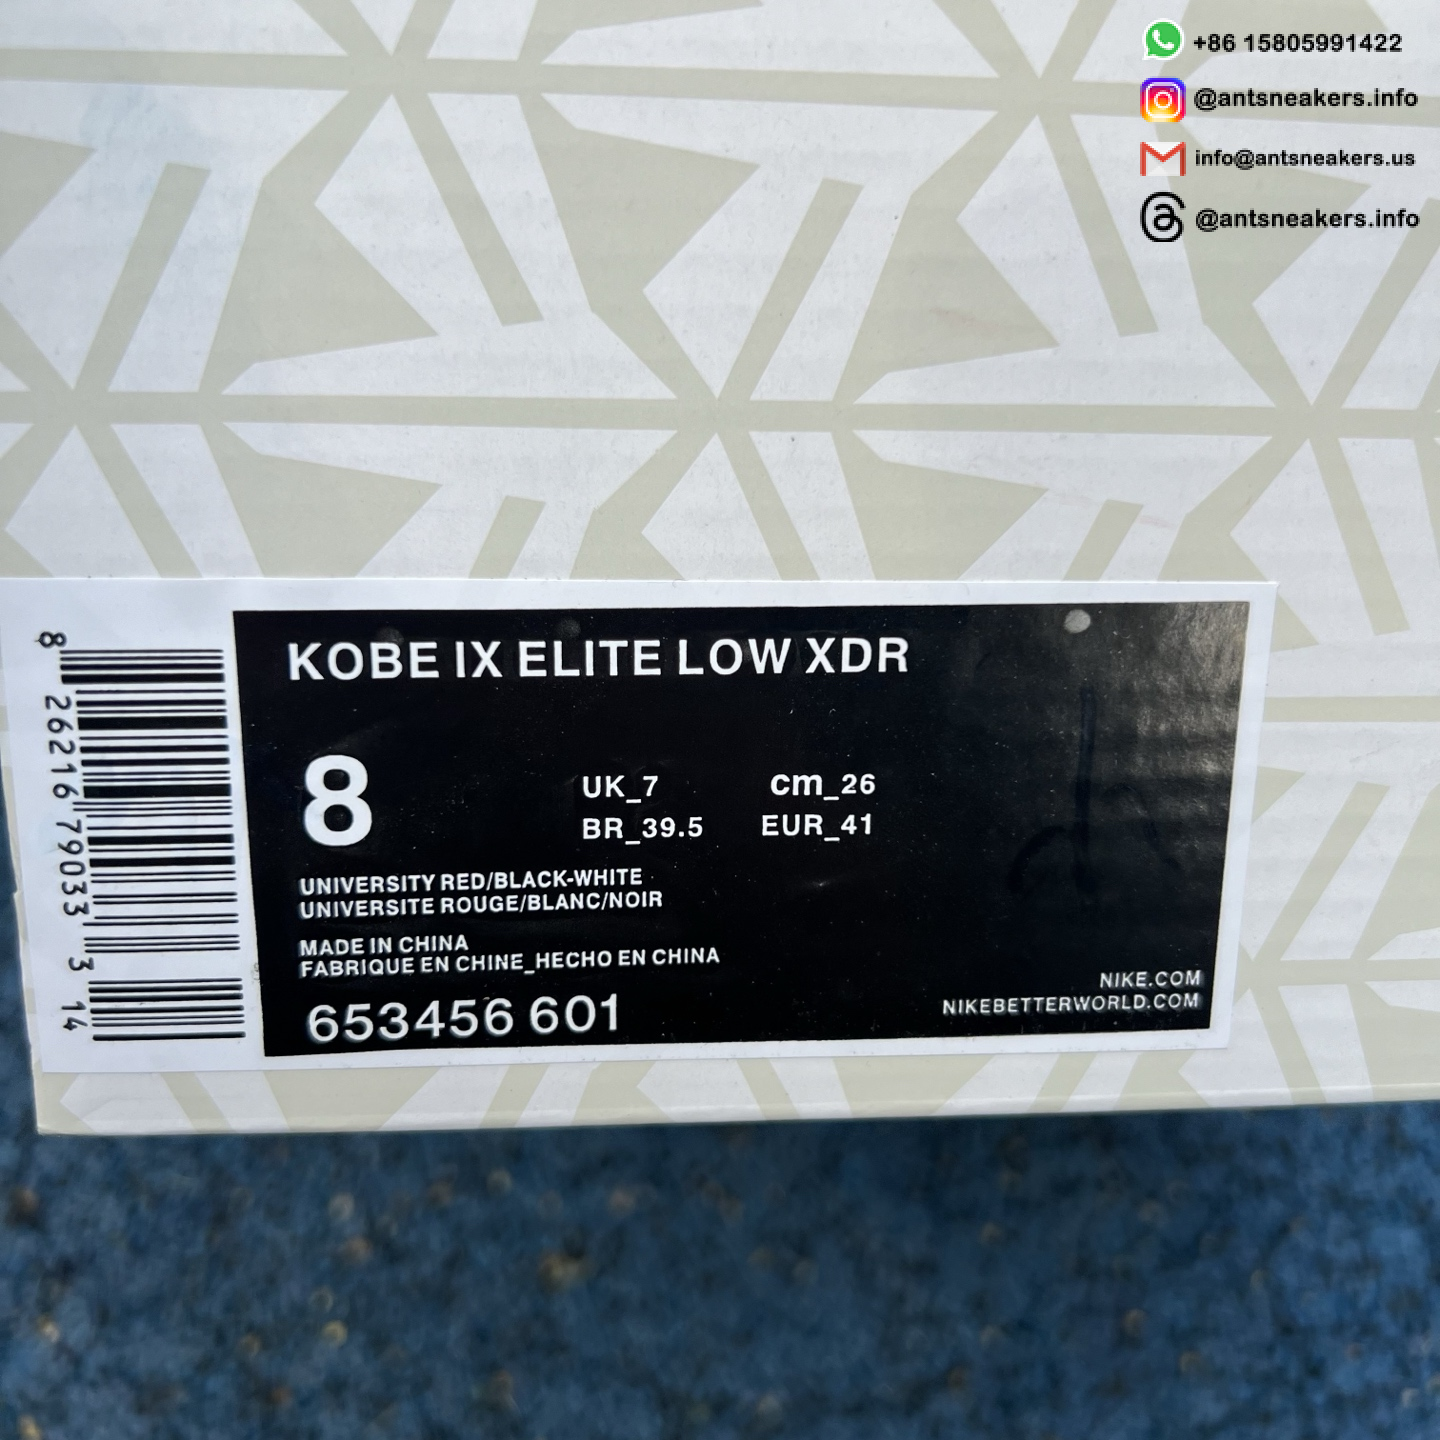 +86 15805991422
@antsneakers.info
info@antsneakers.us
@antsneakers.info
KOBE IX ELITE LOW XDR
8
UK_7 cm_26
BR_39.5 EUR_41
UNIVERSITY RED/BLACK-WHITE
UNIVERSITE ROUGE/BLANC/NOIR
MADE IN CHINA
FABRIQUE EN CHINE_HECHO EN CHINA
653456 601
NIKE.COM
NIKEBETTERWORLD.COM
8 26216 79033 3 14